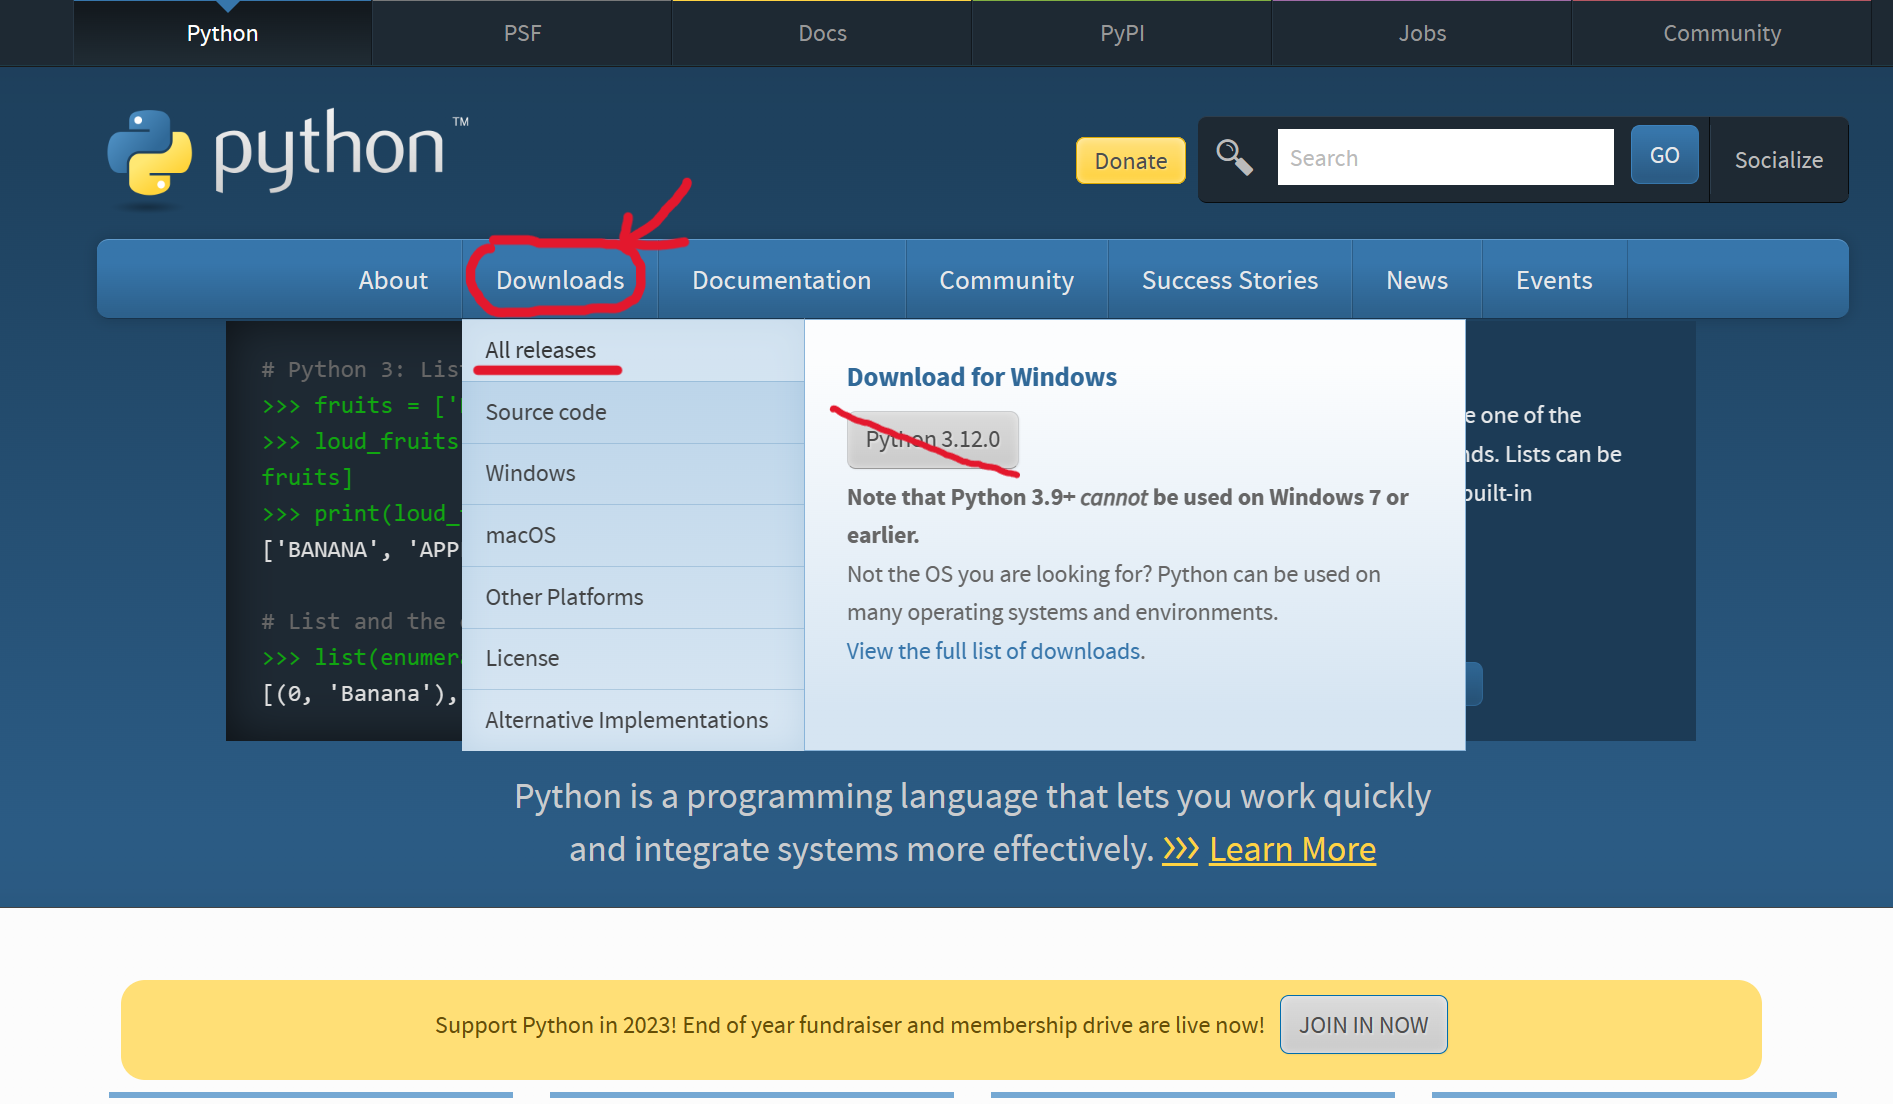 Python PSF Docs PyPI Jobs Community
python™
Donate Search GO Socialize
About Downloads Documentation Community Success Stories News Events
# Python 3: Lis
>>> fruits = ['
>>> loud_fruits
fruits]
>>> print(loud_
['BANANA', 'APP
# List and the
>>> list(enumer
[(0, 'Banana'),
All releases
Source code
Windows
macOS
Other Platforms
License
Alternative Implementations
Download for Windows
Python 3.12.0
Note that Python 3.9+ cannot be used on Windows 7 or
earlier.
Not the OS you are looking for? Python can be used on
many operating systems and environments.
View the full list of downloads.
e one of the
nds. Lists can be
built-in
Python is a programming language that lets you work quickly
and integrate systems more effectively. >>> Learn More
Support Python in 2023! End of year fundraiser and membership drive are live now! JOIN IN NOW